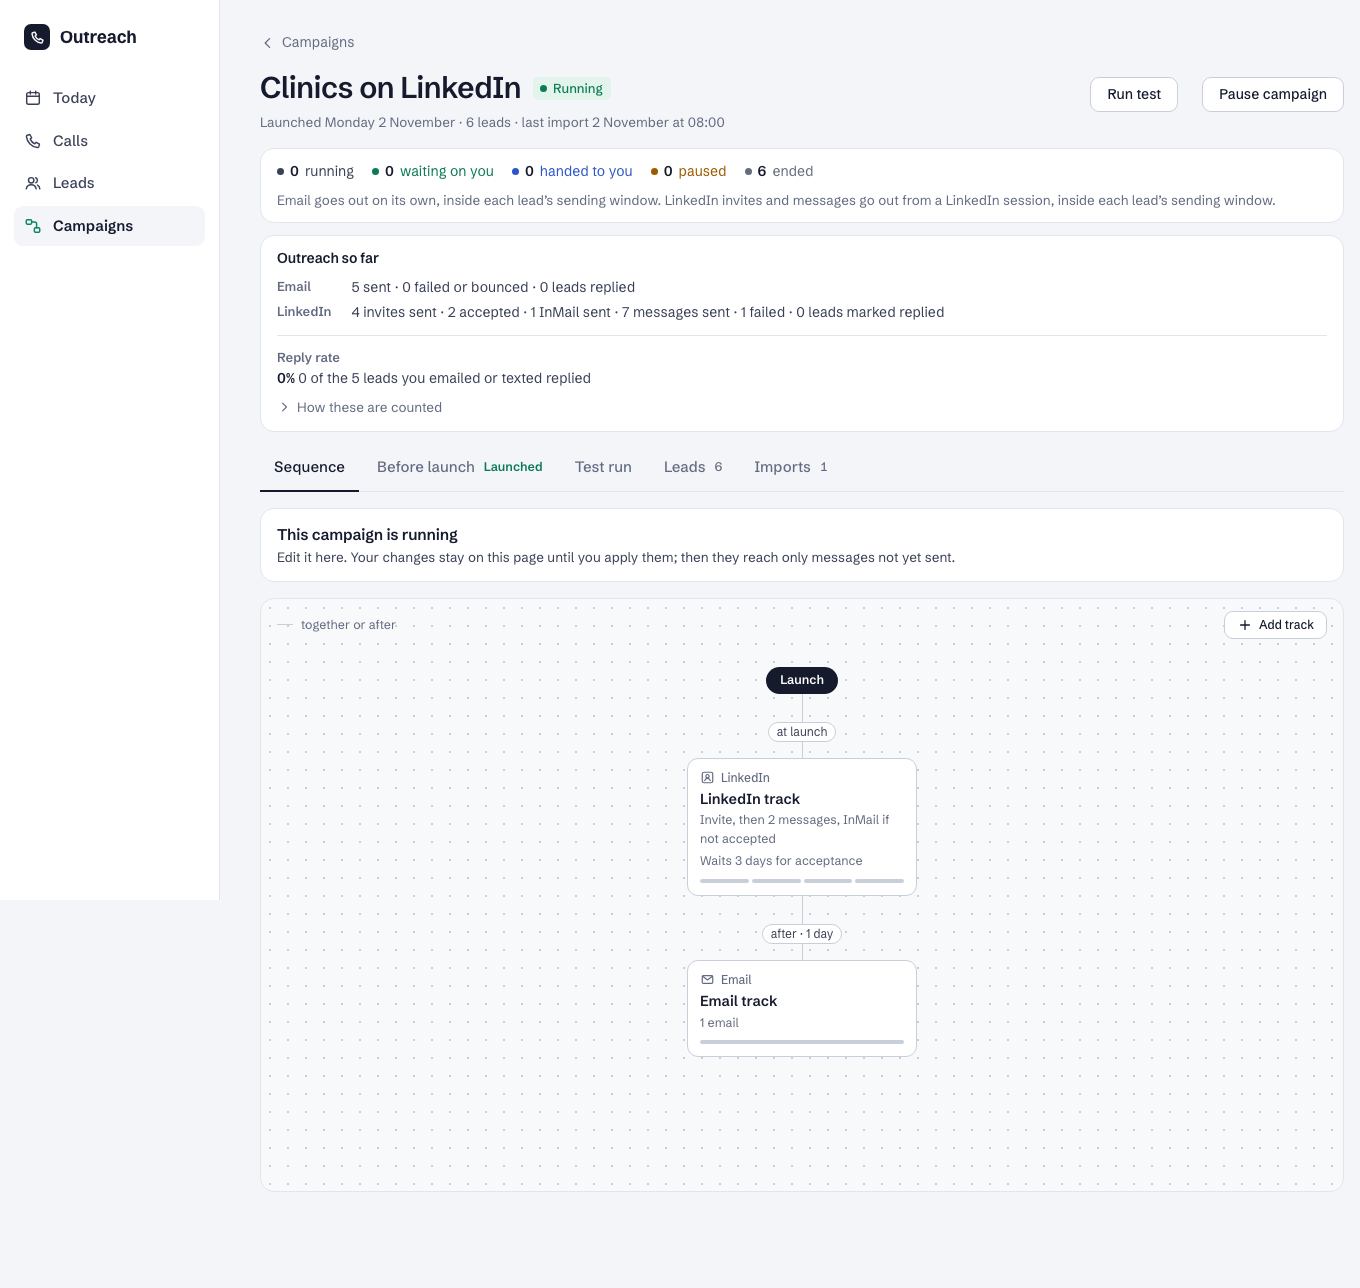 Outreach
Today
Calls
Leads
Campaigns
Campaigns
Clinics on LinkedIn
Running
Run test
Pause campaign
Launched Monday 2 November · 6 leads · last import 2 November at 08:00
0 running 0 waiting on you 0 handed to you 0 paused 6 ended
Email goes out on its own, inside each lead’s sending window. LinkedIn invites and messages go out from a LinkedIn session, inside each lead’s sending window.
Outreach so far
Email 5 sent · 0 failed or bounced · 0 leads replied
LinkedIn 4 invites sent · 2 accepted · 1 InMail sent · 7 messages sent · 1 failed · 0 leads marked replied
Reply rate
0% 0 of the 5 leads you emailed or texted replied
How these are counted
Sequence Before launch Launched Test run Leads 6 Imports 1
This campaign is running
Edit it here. Your changes stay on this page until you apply them; then they reach only messages not yet sent.
together or after
Add track
Launch
at launch
LinkedIn
LinkedIn track
Invite, then 2 messages, InMail if
not accepted
Waits 3 days for acceptance
after · 1 day
Email
Email track
1 email